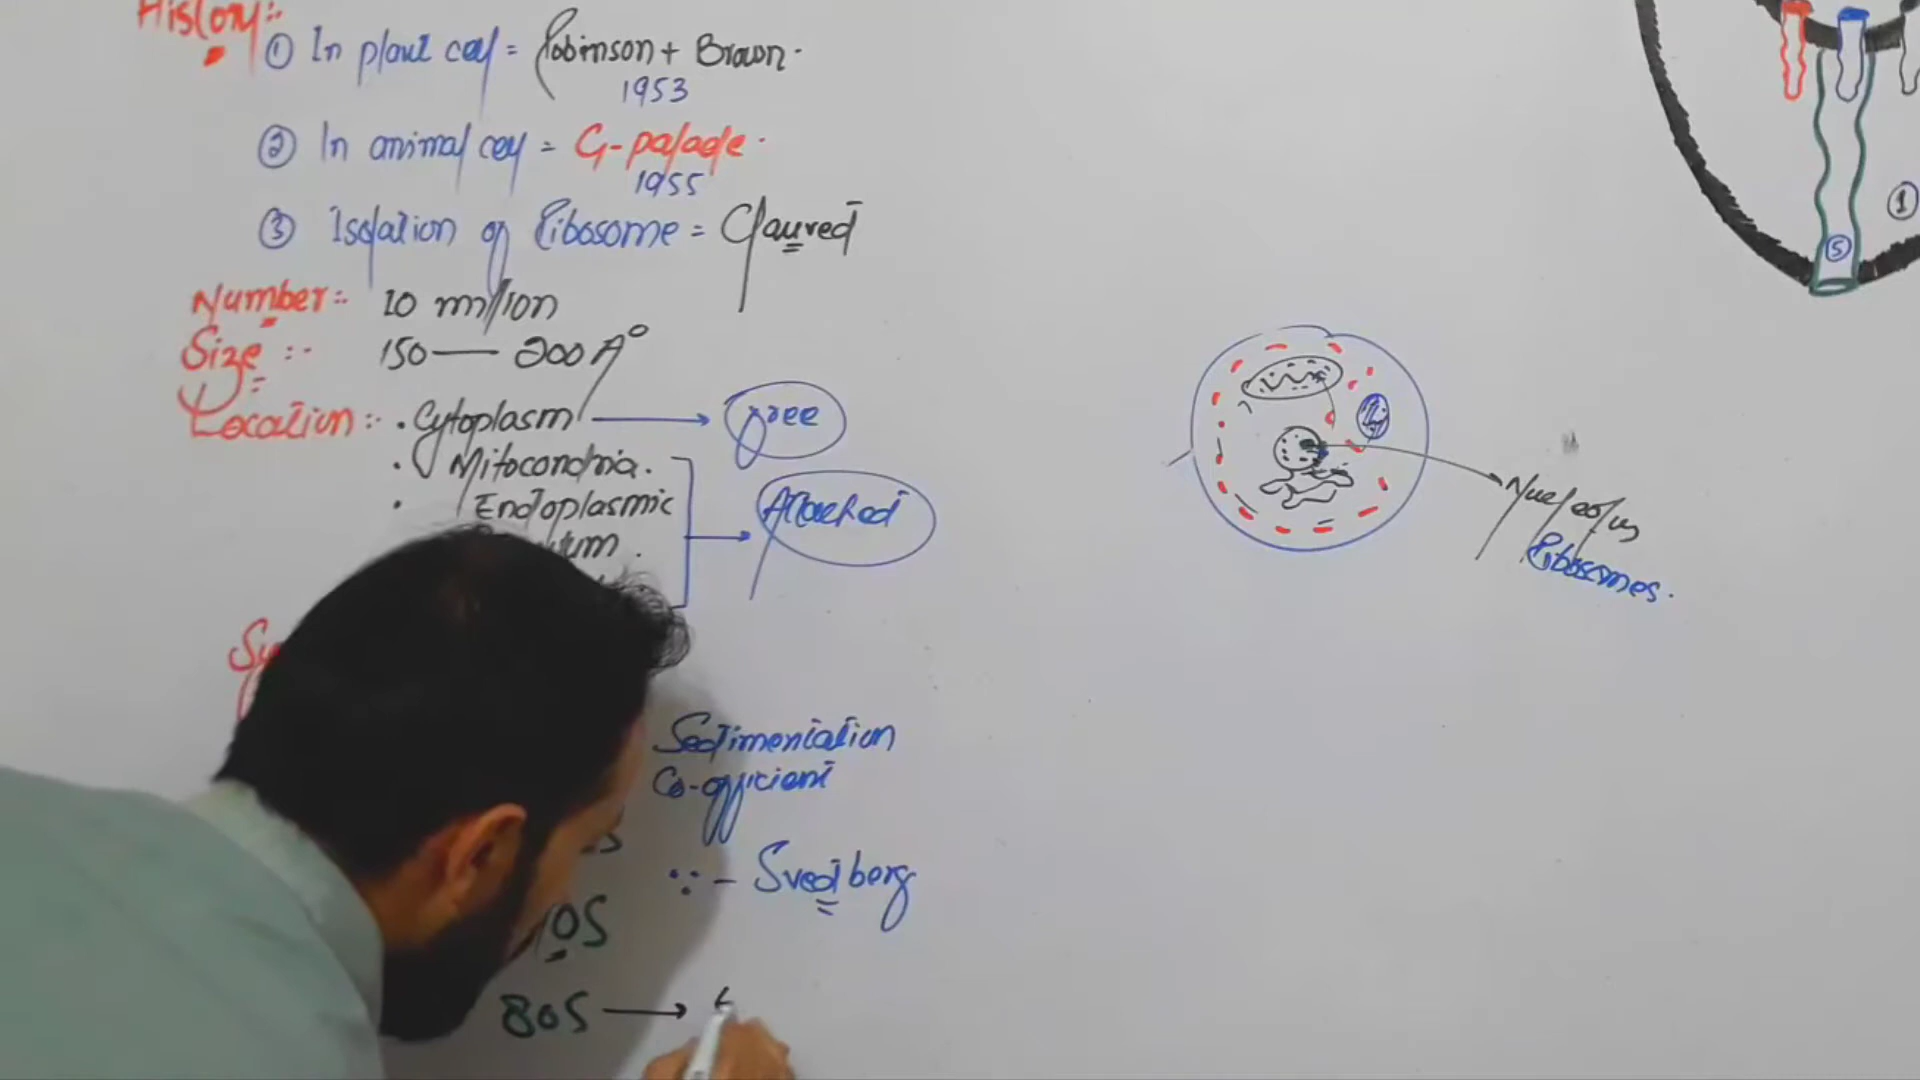 History:-
① In plant cell = Robinson + Brown.
1953
② In animal cell = G-palade.
1955
③ Isolation of Ribosome = Claured
Number:- 10 million
Size :- 150 — 200 A°
Location :- . Cytoplasm → free
. Mitocondria.
. Endoplasmic
Attached
Nucleolus
Ribosomes.
Sedimentation
Co-efficient
∵ - Svedberg
80S →
①
⑤